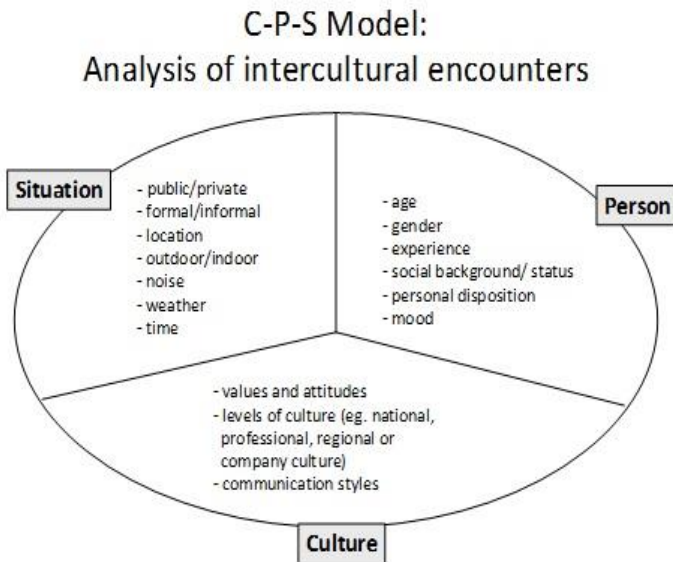 C-P-S Model:
Analysis of intercultural encounters
Situation
- public/private
- formal/informal
- location
- outdoor/indoor
- noise
- weather
- time
Person
- age
- gender
- experience
- social background/ status
- personal disposition
- mood
- values and attitudes
- levels of culture (eg. national,
professional, regional or
company culture)
- communication styles
Culture